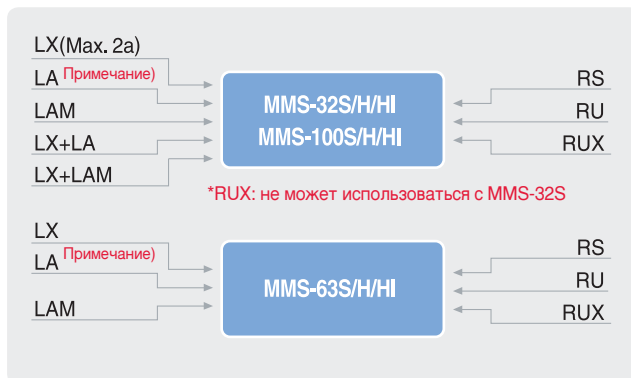 LX(Max. 2a)
LA Примечание)
LAM
LX+LA
LX+LAM
MMS-32S/H/HI
MMS-100S/H/HI
RS
RU
RUX
*RUX: не может использоваться с MMS-32S
LX
LA Примечание)
LAM
MMS-63S/H/HI
RS
RU
RUX